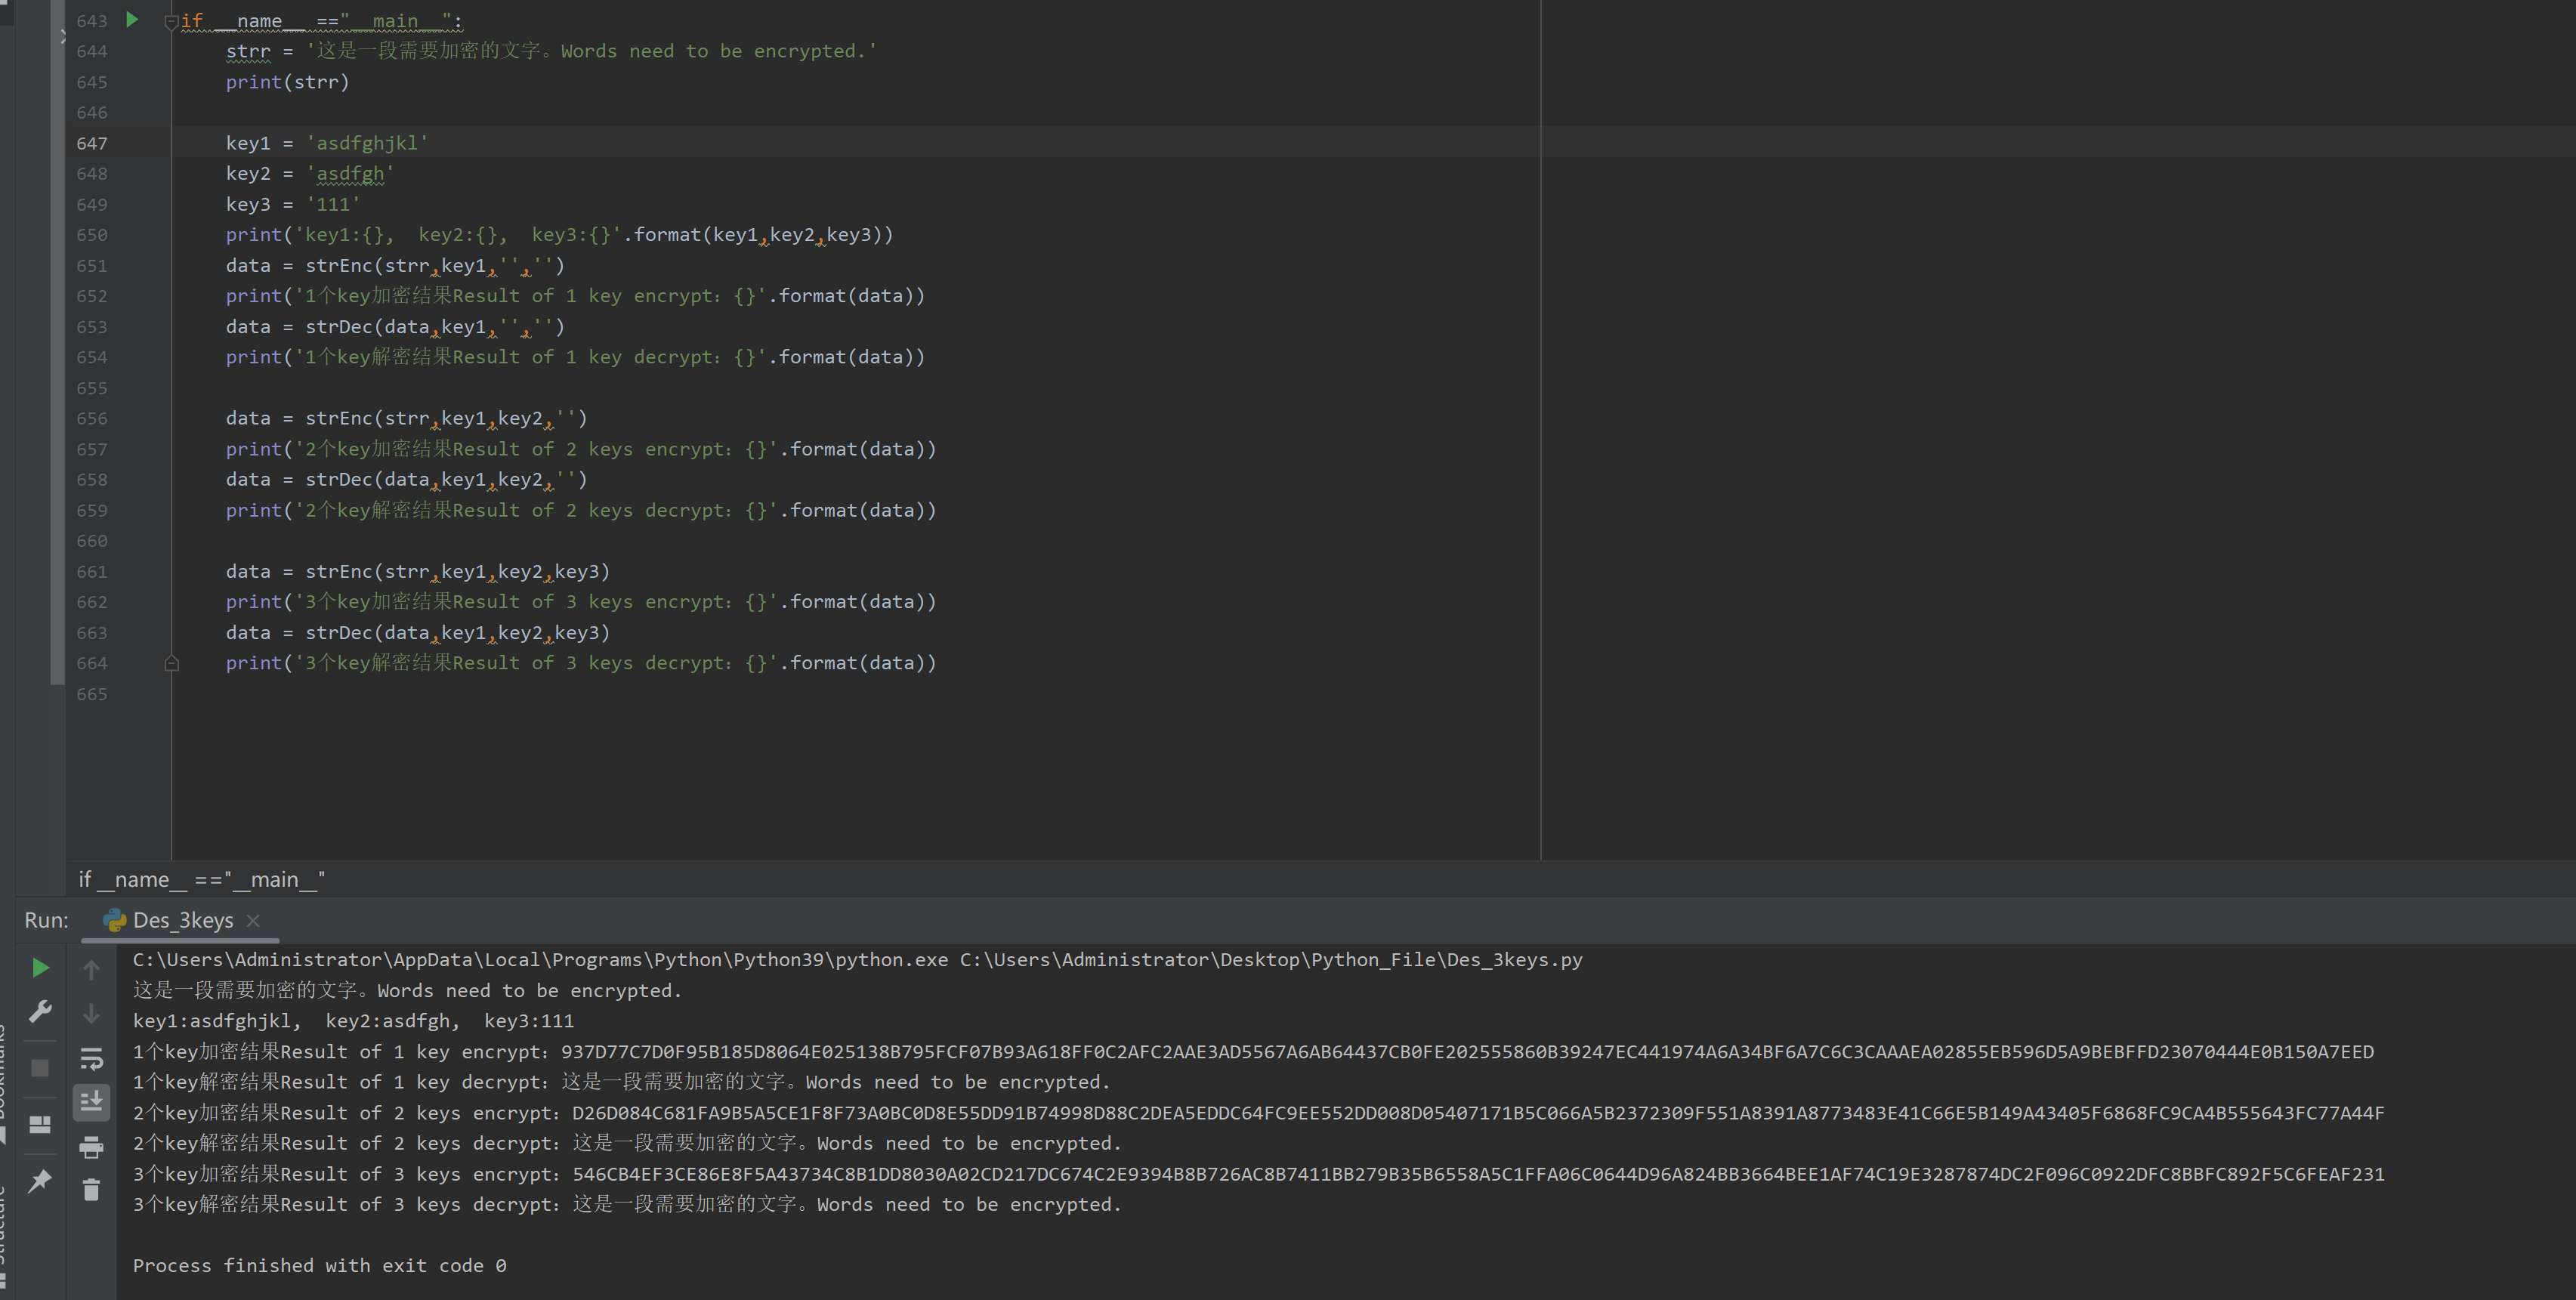 643 if __name__ =="__main__":
644 strr = '这是一段需要加密的文字。Words need to be encrypted.'
645 print(strr)
646
647 key1 = 'asdfghjkl'
648 key2 = 'asdfgh'
649 key3 = '111'
650 print('key1:{},  key2:{},  key3:{}'.format(key1,key2,key3))
651 data = strEnc(strr,key1,'','')
652 print('1个key加密结果Result of 1 key encrypt: {}'.format(data))
653 data = strDec(data,key1,'','')
654 print('1个key解密结果Result of 1 key decrypt: {}'.format(data))
655
656 data = strEnc(strr,key1,key2,'')
657 print('2个key加密结果Result of 2 keys encrypt: {}'.format(data))
658 data = strDec(data,key1,key2,'')
659 print('2个key解密结果Result of 2 keys decrypt: {}'.format(data))
660
661 data = strEnc(strr,key1,key2,key3)
662 print('3个key加密结果Result of 3 keys encrypt: {}'.format(data))
663 data = strDec(data,key1,key2,key3)
664 print('3个key解密结果Result of 3 keys decrypt: {}'.format(data))
665
if __name__ =="__main__"
Run: Des_3keys
C:\Users\Administrator\AppData\Local\Programs\Python\Python39\python.exe C:\Users\Administrator\Desktop\Python_File\Des_3keys.py
这是一段需要加密的文字。Words need to be encrypted.
key1:asdfghjkl,  key2:asdfgh,  key3:111
1个key加密结果Result of 1 key encrypt: 937D77C7D0F95B185D8064E025138B795FCF07B93A618FF0C2AFC2AAE3AD5567A6AB64437CB0FE202555860B39247EC441974A6A34BF6A7C6C3CAAAEA02855EB596D5A9BEBFFD23070444E0B150A7EED
1个key解密结果Result of 1 key decrypt: 这是一段需要加密的文字。Words need to be encrypted.
2个key加密结果Result of 2 keys encrypt: D26D084C681FA9B5A5CE1F8F73A0BC0D8E55DD91B74998D88C2DEA5EDDC64FC9EE552DD008D05407171B5C066A5B2372309F551A8391A8773483E41C66E5B149A43405F6868FC9CA4B555643FC77A44F
2个key解密结果Result of 2 keys decrypt: 这是一段需要加密的文字。Words need to be encrypted.
3个key加密结果Result of 3 keys encrypt: 546CB4EF3CE86E8F5A43734C8B1DD8030A02CD217DC674C2E9394B8B726AC8B7411BB279B35B6558A5C1FFA06C0644D96A824BB3664BEE1AF74C19E3287874DC2F096C0922DFC8BBFC892F5C6FEAF231
3个key解密结果Result of 3 keys decrypt: 这是一段需要加密的文字。Words need to be encrypted.
Process finished with exit code 0